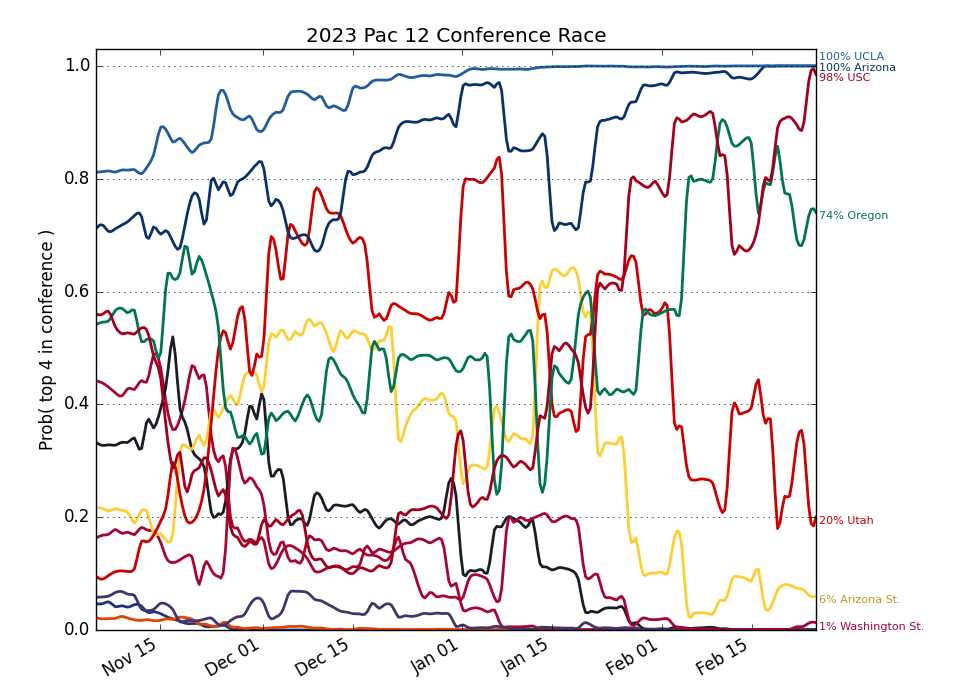 2023 Pac 12 Conference Race
Prob( top 4 in conference )
1.0
0.8
0.6
0.4
0.2
0.0
100% UCLA
100% Arizona
98% USC
74% Oregon
20% Utah
6% Arizona St.
1% Washington St.
Nov 15
Dec 01
Dec 15
Jan 01
Jan 15
Feb 01
Feb 15